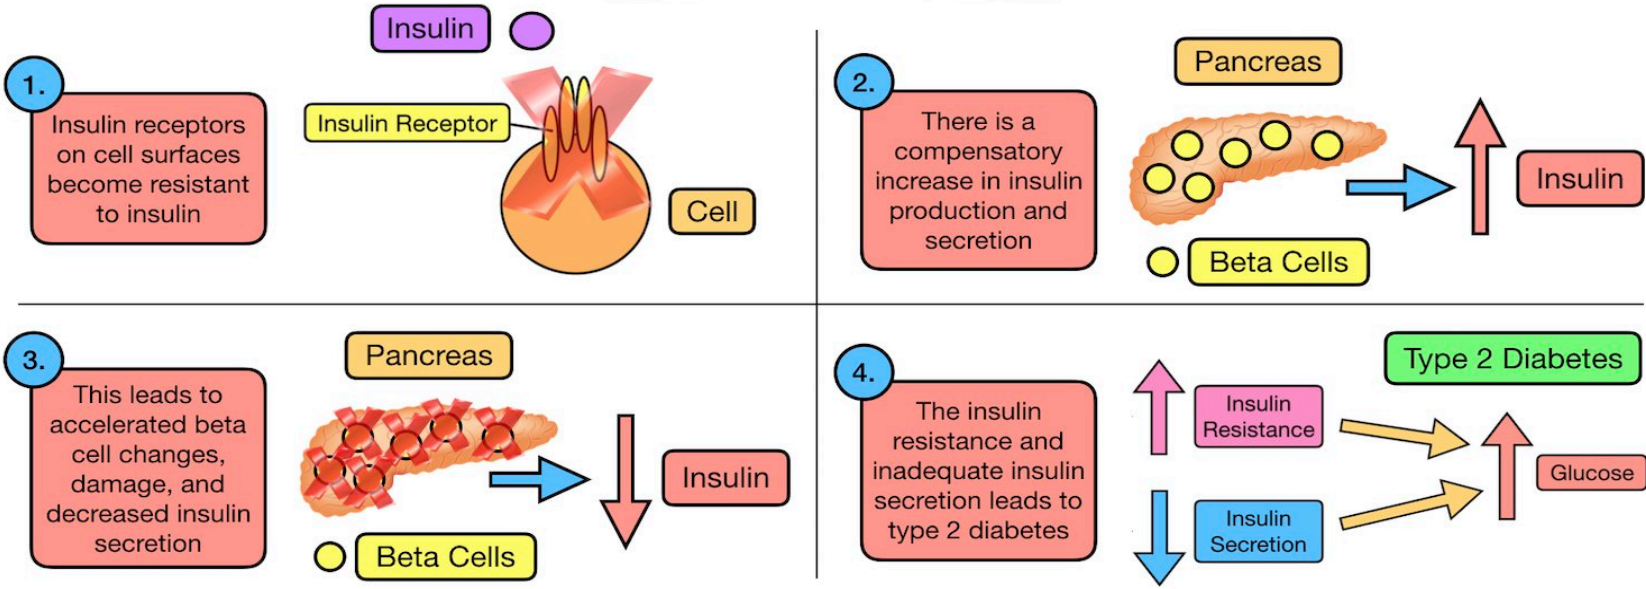 1.
Insulin receptors
on cell surfaces
become resistant
to insulin
Insulin
Insulin Receptor
Cell
2.
There is a
compensatory
increase in insulin
production and
secretion
Pancreas
Insulin
Beta Cells
3.
This leads to
accelerated beta
cell changes,
damage, and
decreased insulin
secretion
Pancreas
Insulin
Beta Cells
4.
The insulin
resistance and
inadequate insulin
secretion leads to
type 2 diabetes
Type 2 Diabetes
Insulin
Resistance
Glucose
Insulin
Secretion